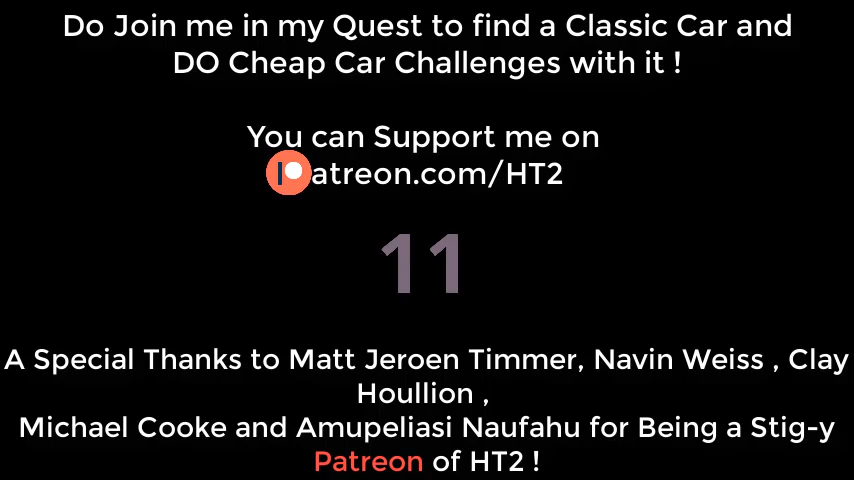 Do Join me in my Quest to find a Classic Car and
DO Cheap Car Challenges with it !
You can Support me on
Patreon.com/HT2
11
A Special Thanks to Matt Jeroen Timmer, Navin Weiss , Clay
Houllion ,
Michael Cooke and Amupeliasi Naufahu for Being a Stig-y
Patreon of HT2 !